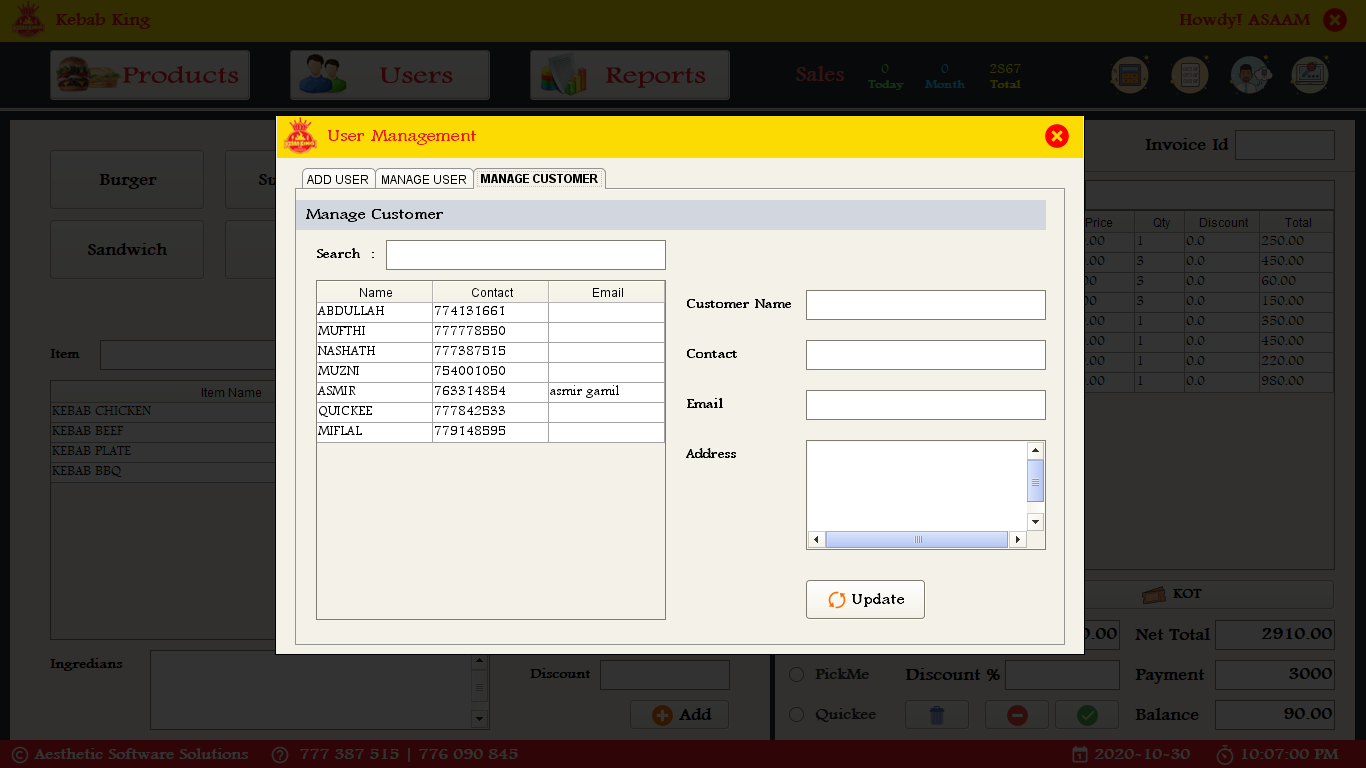 Kebab King
Howdy! ASAAM
Products
Users
Reports
Sales
0
Today
0
Month
2867
Total
User Management
Invoice Id
Burger
Su
Sandwich
ADD USER
MANAGE USER
MANAGE CUSTOMER
Manage Customer
Search :
Name Contact Email
ABDULLAH 774131661
MUFTHI 777778550
NASHATH 777387515
MUZNI 754001050
ASMIR 763314854 asmir gamil
QUICKEE 777842533
MIFLAL 779148595
Customer Name
Contact
Email
Address
Update
Price Qty Discount Total
.00 1 0.0 250.00
.00 3 0.0 450.00
00 3 0.0 60.00
.00 3 0.0 150.00
.00 1 0.0 350.00
.00 1 0.0 450.00
.00 1 0.0 220.00
.00 1 0.0 980.00
Item
Item Name
KEBAB CHICKEN
KEBAB BEEF
KEBAB PLATE
KEBAB BBQ
KOT
0.00
Net Total 2910.00
Ingredians
Discount
Add
PickMe
Discount %
Payment 3000
Quickee
Balance 90.00
© Aesthetic Software Solutions
777 387 515 | 776 090 845
2020-10-30
10:07:00 PM